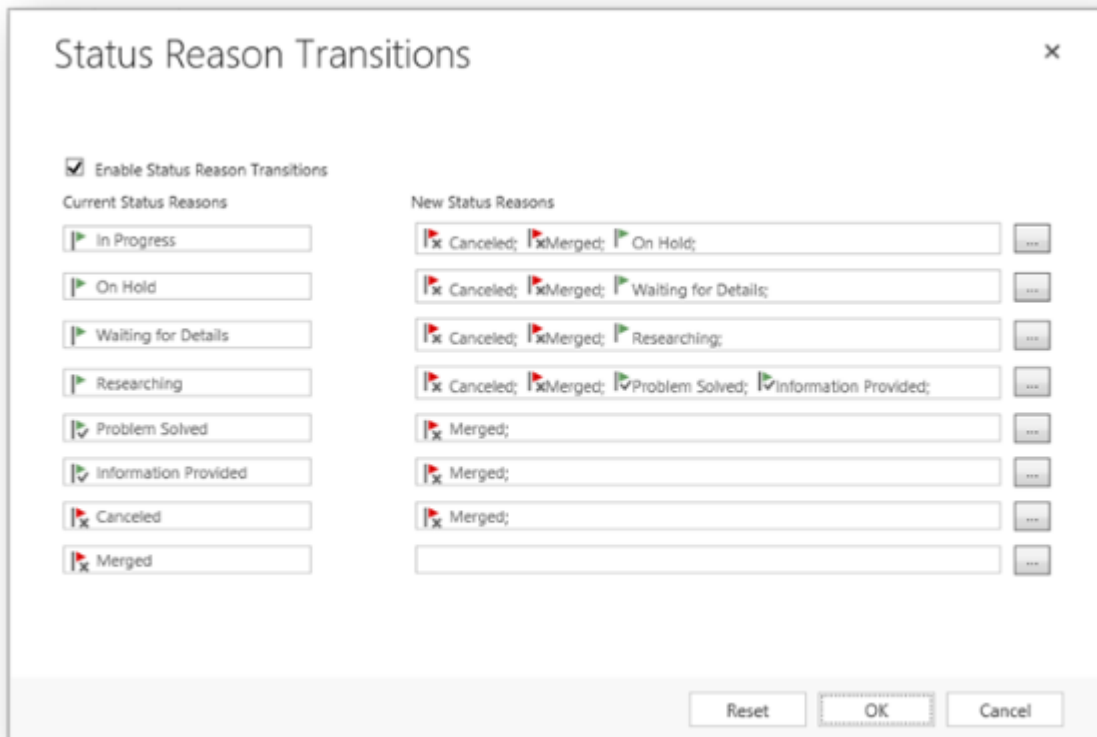 Status Reason Transitions
Enable Status Reason Transitions
Current Status Reasons New Status Reasons
In Progress Canceled; Merged; On Hold; ...
On Hold Canceled; Merged; Waiting for Details; ...
Waiting for Details Canceled; Merged; Researching; ...
Researching Canceled; Merged; Problem Solved; Information Provided; ...
Problem Solved Merged; ...
Information Provided Merged; ...
Canceled Merged; ...
Merged ...
Reset OK Cancel